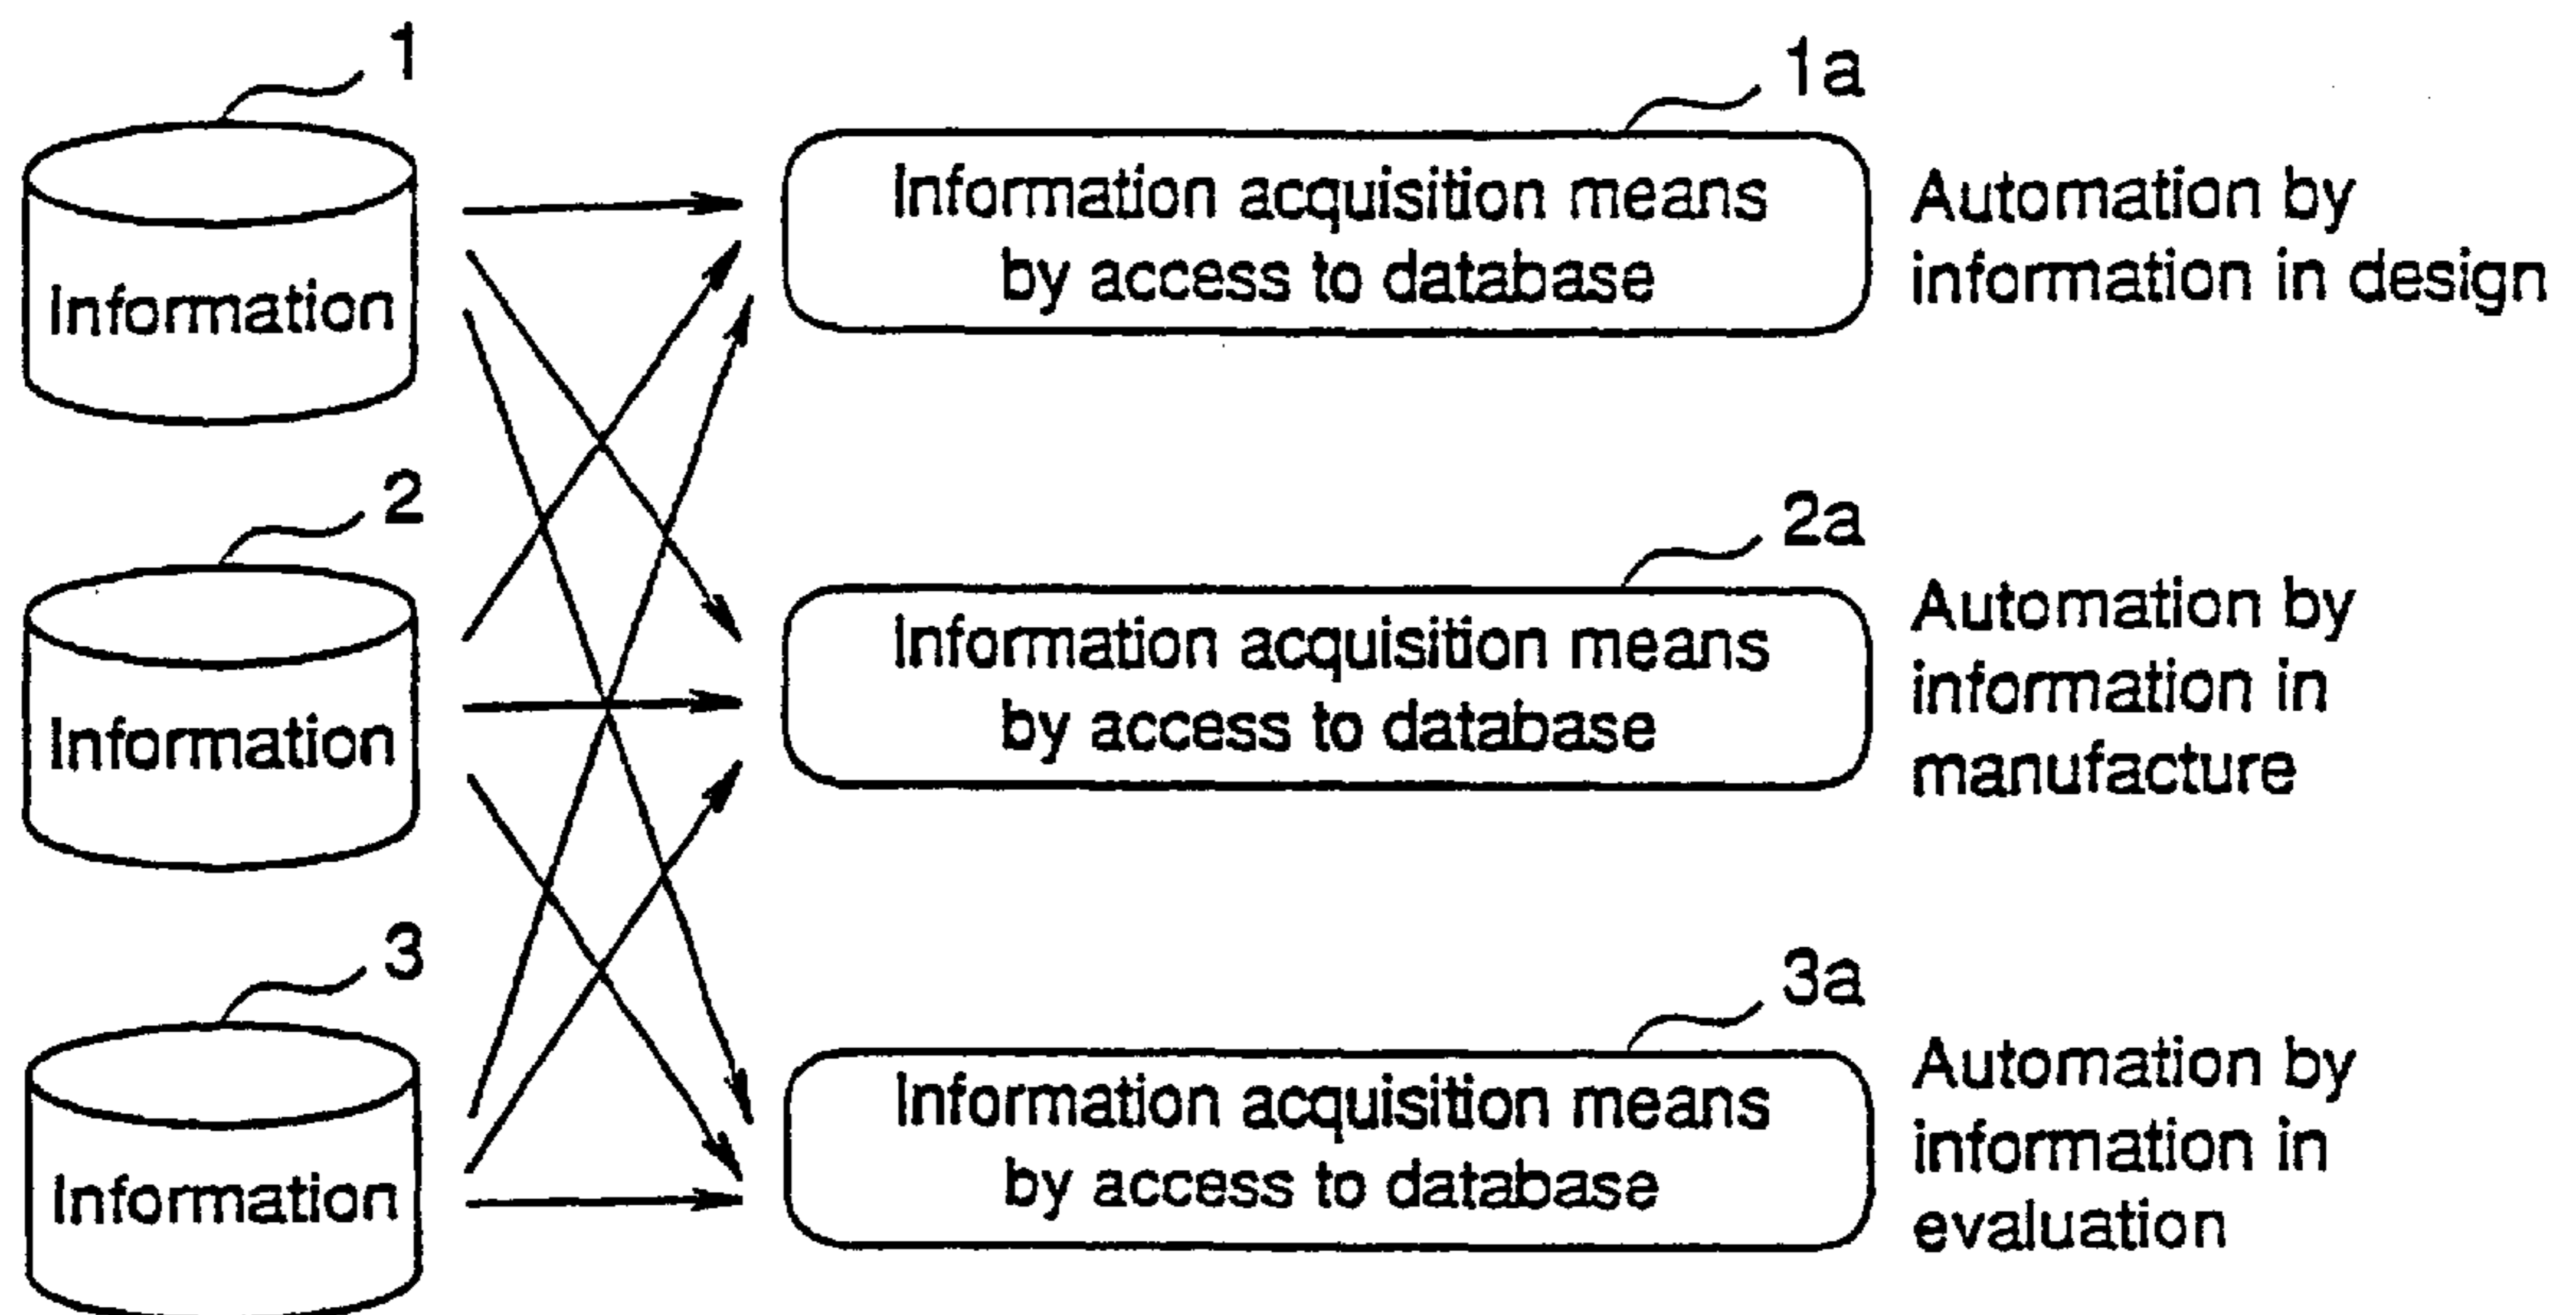 1
1a
Information
Information acquisition means
by access to database
Automation by
information in design
2
2a
Information
Information acquisition means
by access to database
Automation by
information in
manufacture
3
3a
Information
Information acquisition means
by access to database
Automation by
information in
evaluation